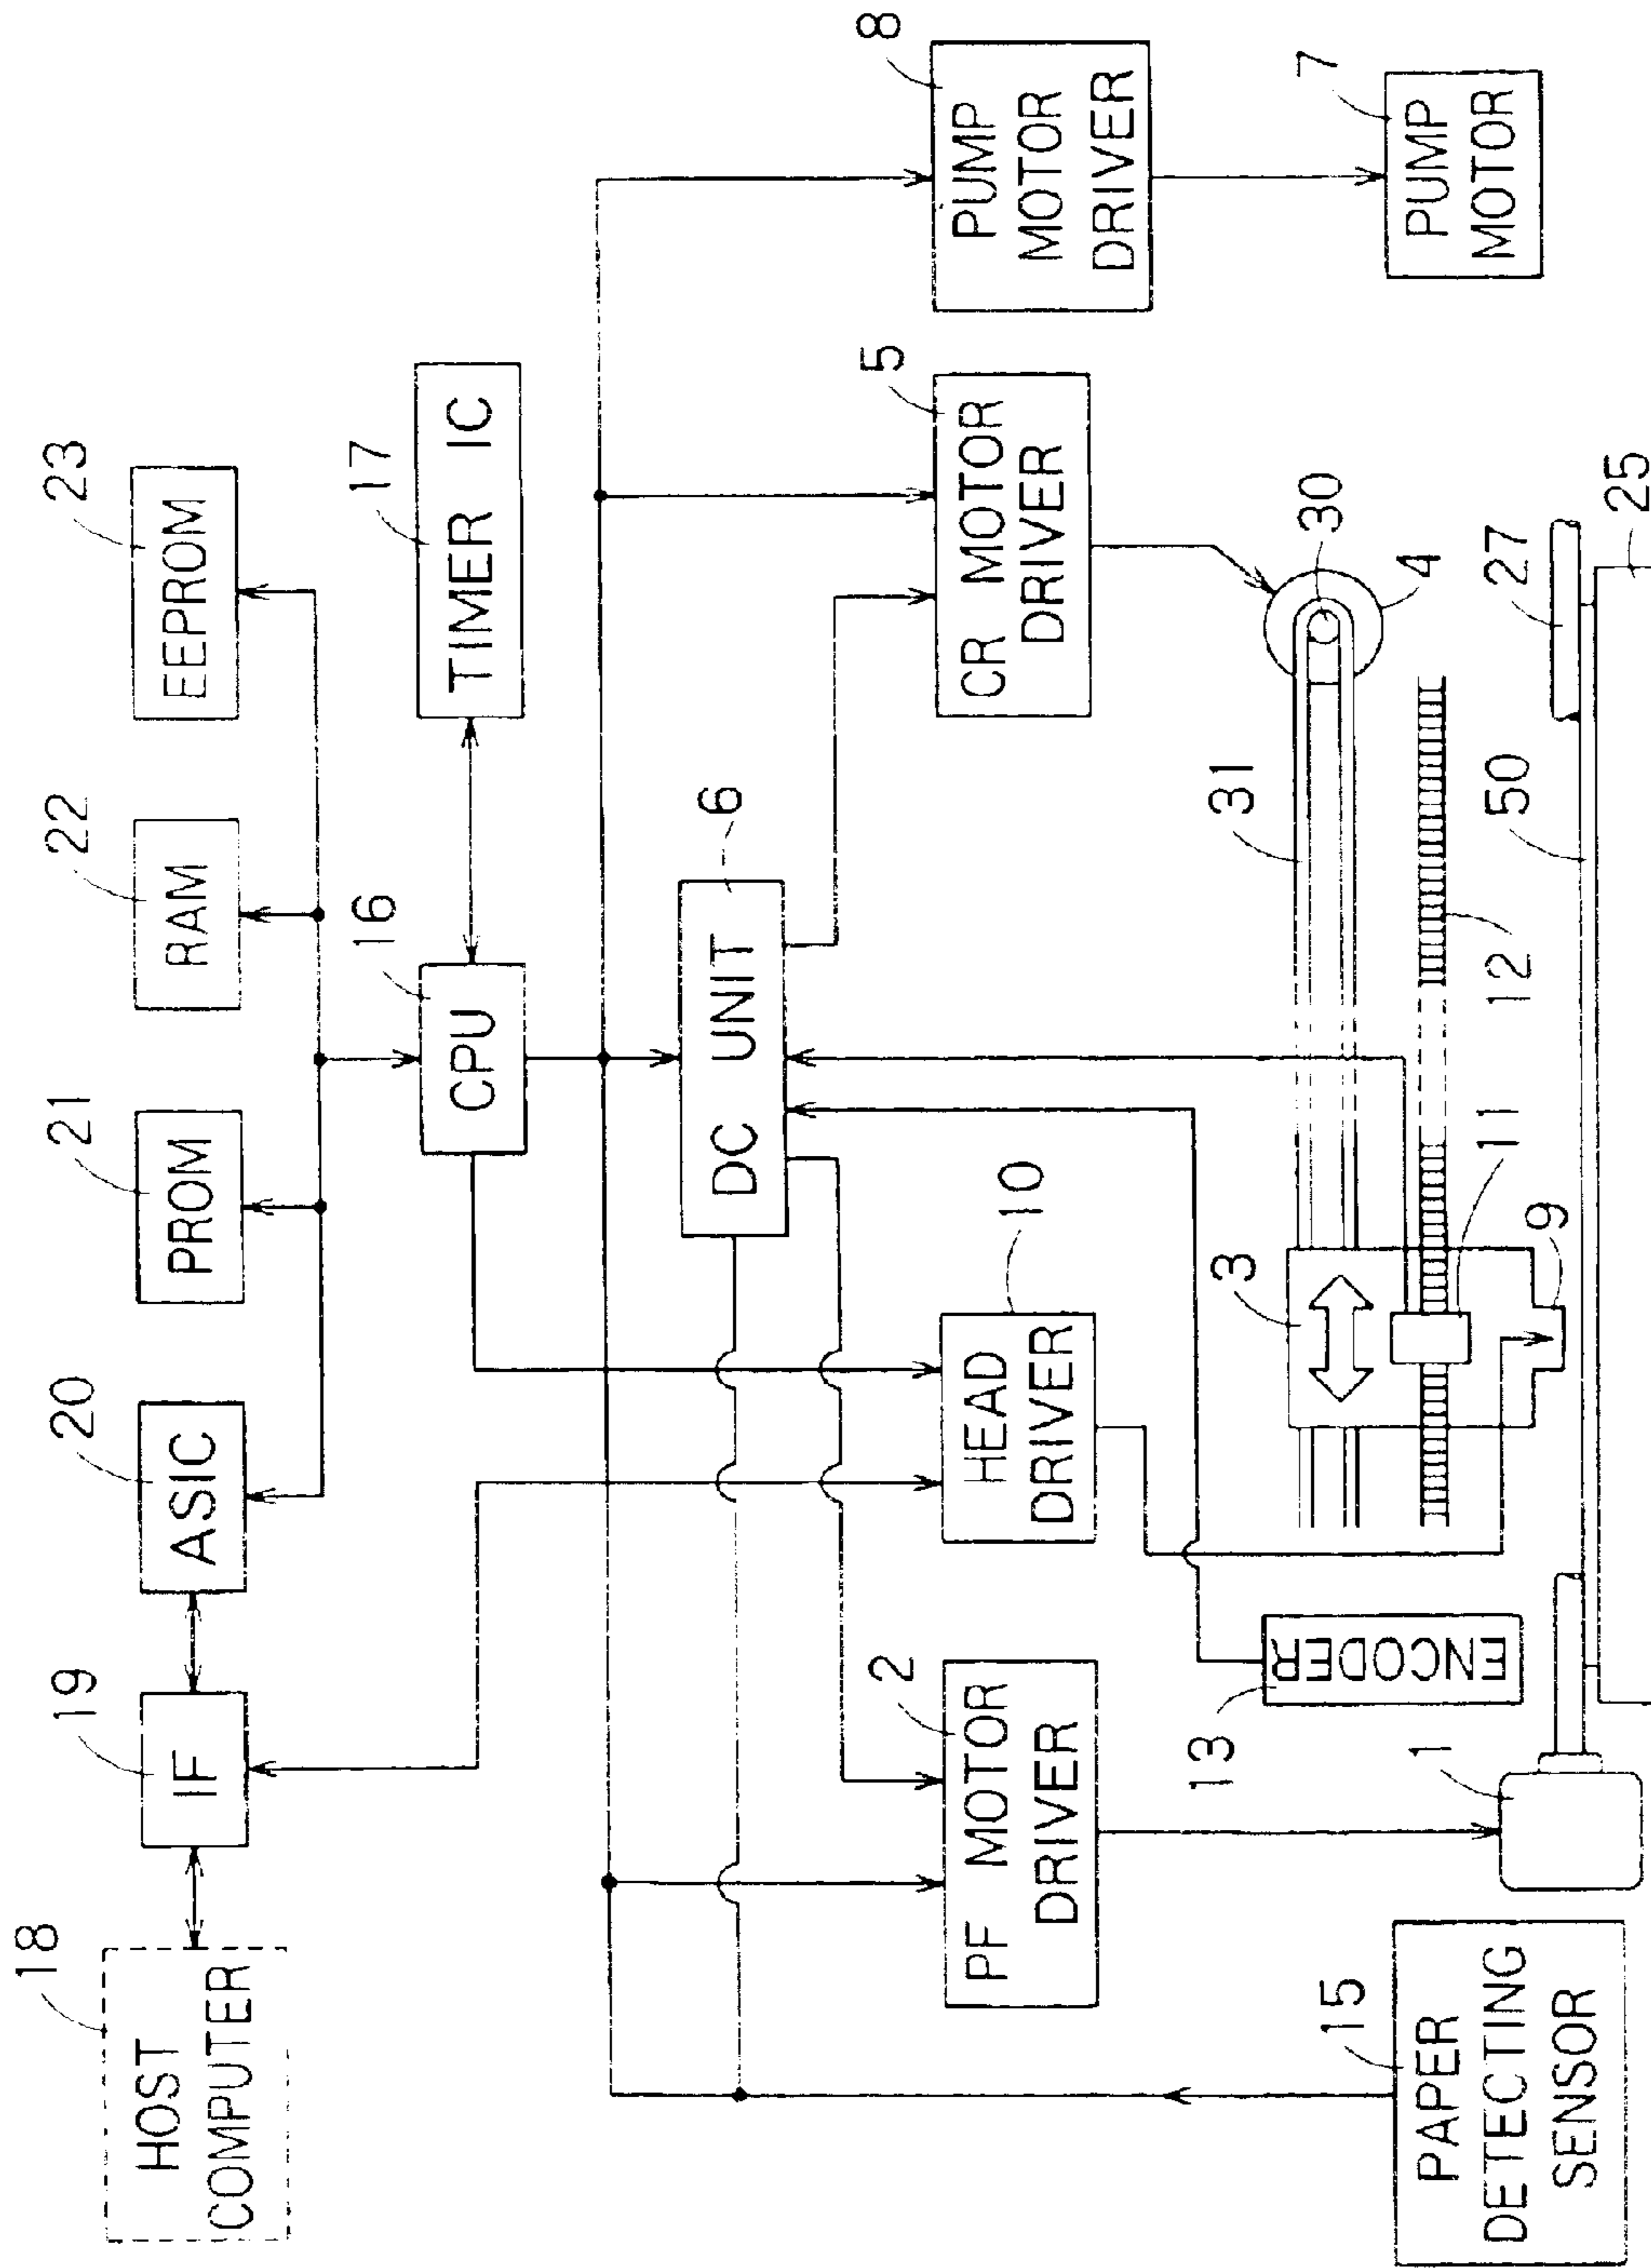 18
HOST
COMPUTER
19
IF
20
ASIC
21
PROM
22
RAM
23
EEPROM
16
CPU
17
TIMER IC
6
DC UNIT
2
PF MOTOR
DRIVER
10
HEAD
DRIVER
5
CR MOTOR
DRIVER
8
PUMP
MOTOR
DRIVER
15
PAPER
DETECTING
SENSOR
13
ENCODER
1
3
9
11
12
31
50
30
4
27
25
7
PUMP
MOTOR